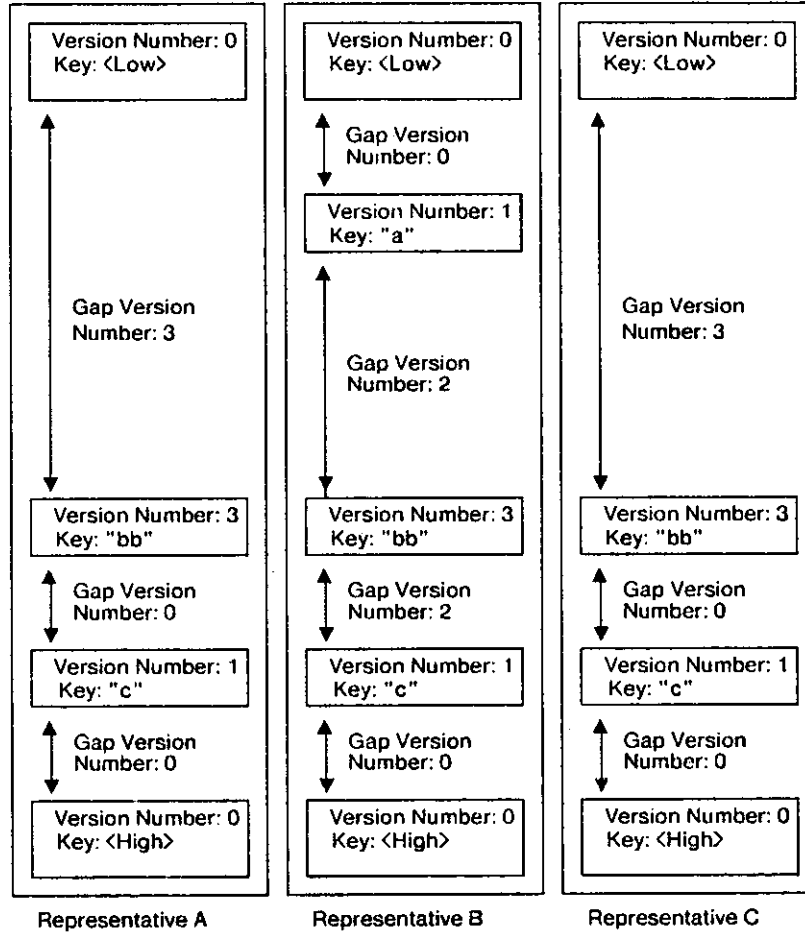 Version Number: 0
Key: <Low>
Gap Version
Number: 3
Version Number: 3
Key: "bb"
Gap Version
Number: 0
Version Number: 1
Key: "c"
Gap Version
Number: 0
Version Number: 0
Key: <High>
Representative A
Version Number: 0
Key: <Low>
Gap Version
Number: 0
Version Number: 1
Key: "a"
Gap Version
Number: 2
Version Number: 3
Key: "bb"
Gap Version
Number: 2
Version Number: 1
Key: "c"
Gap Version
Number: 0
Version Number: 0
Key: <High>
Representative B
Version Number: 0
Key: <Low>
Gap Version
Number: 3
Version Number: 3
Key: "bb"
Gap Version
Number: 0
Version Number: 1
Key: "c"
Gap Version
Number: 0
Version Number: 0
Key: <High>
Representative C